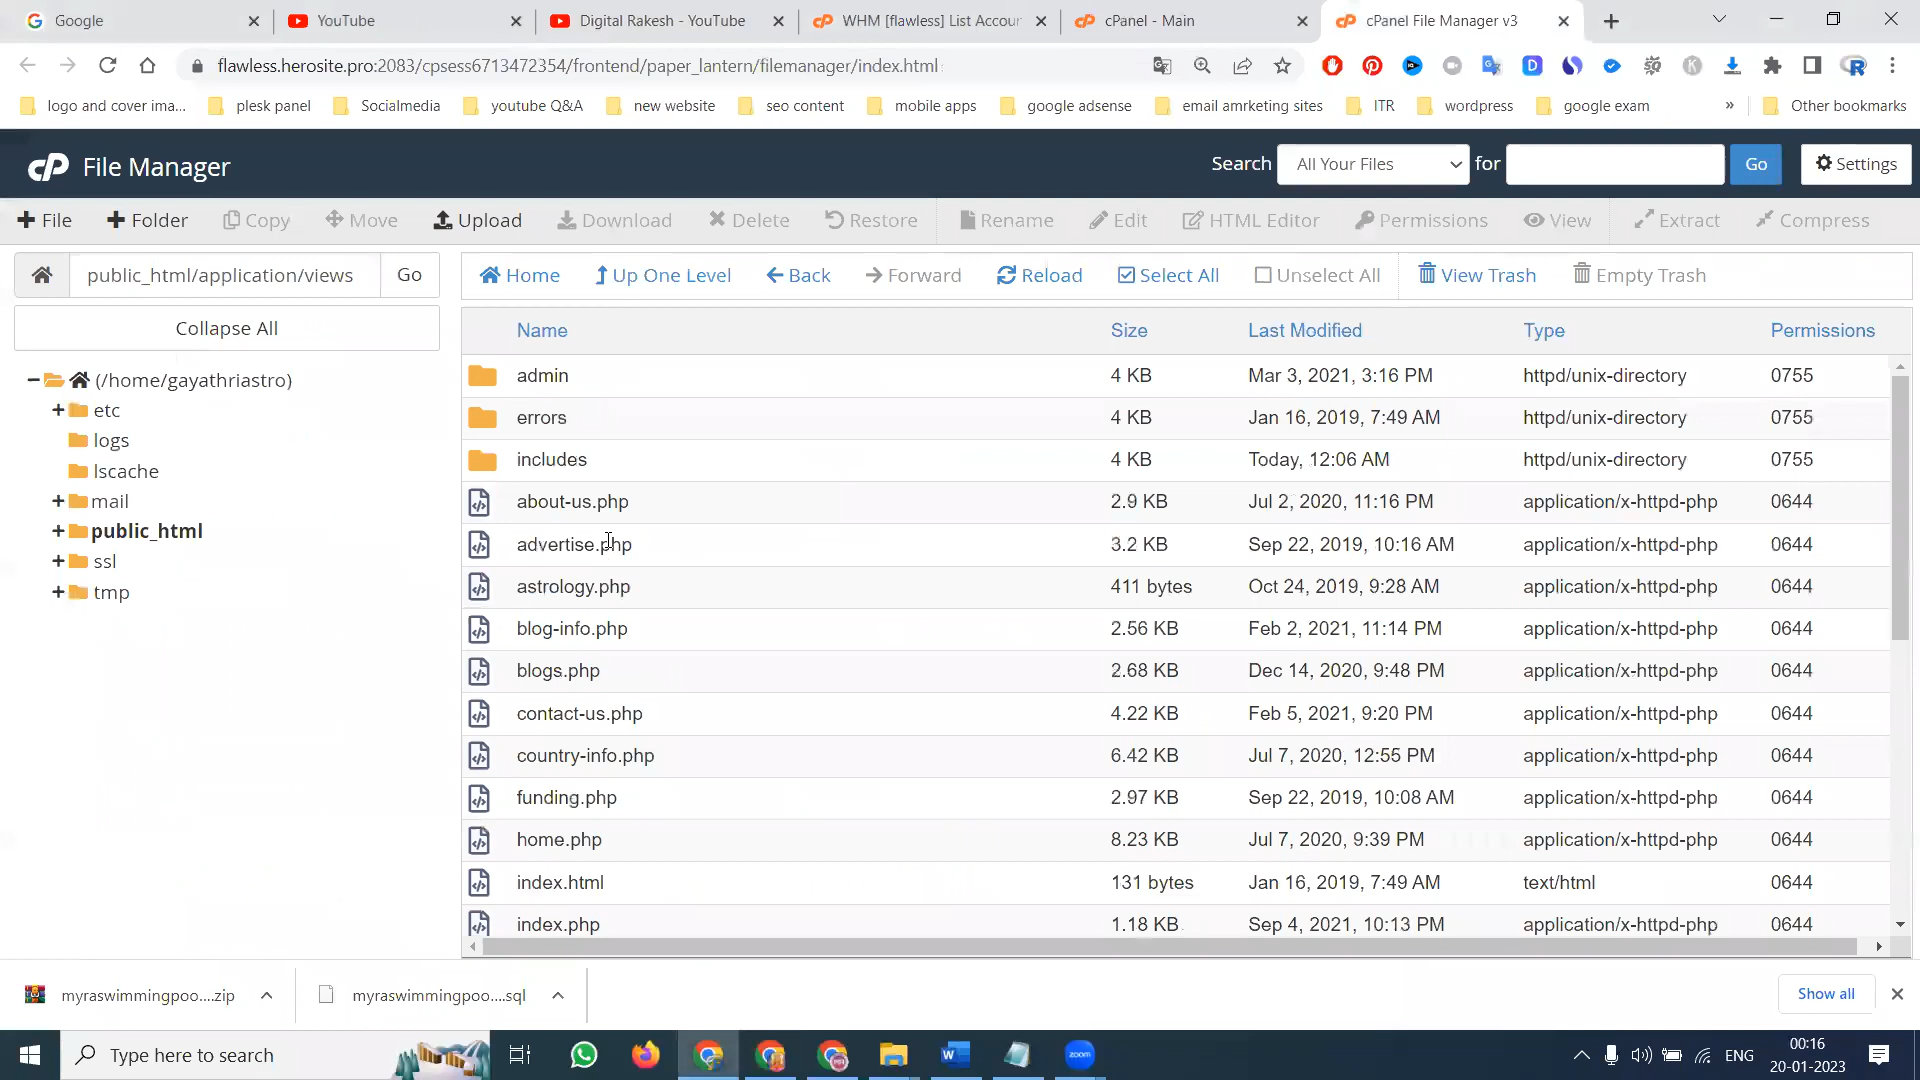 Google
YouTube
Digital Rakesh - YouTube
WHM [flawless] List Accour
cPanel - Main
cPanel File Manager v3
flawless.herosite.pro:2083/cpsess6713472354/frontend/paper_lantern/filemanager/index.html
logo and cover ima...
plesk panel
Socialmedia
youtube Q&A
new website
seo content
mobile apps
google adsense
email amrketing sites
ITR
wordpress
google exam
»
Other bookmarks
cP File Manager
Search
All Your Files
for
Go
Settings
File
Folder
Copy
Move
Upload
Download
Delete
Restore
Rename
Edit
HTML Editor
Permissions
View
Extract
Compress
public_html/application/views
Go
Home
Up One Level
Back
Forward
Reload
Select All
Unselect All
View Trash
Empty Trash
Collapse All
(/home/gayathriastro)
etc
logs
lscache
mail
public_html
ssl
tmp
Name Size Last Modified Type Permissions
admin 4 KB Mar 3, 2021, 3:16 PM httpd/unix-directory 0755
errors 4 KB Jan 16, 2019, 7:49 AM httpd/unix-directory 0755
includes 4 KB Today, 12:06 AM httpd/unix-directory 0755
about-us.php 2.9 KB Jul 2, 2020, 11:16 PM application/x-httpd-php 0644
advertise.php 3.2 KB Sep 22, 2019, 10:16 AM application/x-httpd-php 0644
astrology.php 411 bytes Oct 24, 2019, 9:28 AM application/x-httpd-php 0644
blog-info.php 2.56 KB Feb 2, 2021, 11:14 PM application/x-httpd-php 0644
blogs.php 2.68 KB Dec 14, 2020, 9:48 PM application/x-httpd-php 0644
contact-us.php 4.22 KB Feb 5, 2021, 9:20 PM application/x-httpd-php 0644
country-info.php 6.42 KB Jul 7, 2020, 12:55 PM application/x-httpd-php 0644
funding.php 2.97 KB Sep 22, 2019, 10:08 AM application/x-httpd-php 0644
home.php 8.23 KB Jul 7, 2020, 9:39 PM application/x-httpd-php 0644
index.html 131 bytes Jan 16, 2019, 7:49 AM text/html 0644
index.php 1.18 KB Sep 4, 2021, 10:13 PM application/x-httpd-php 0644
myraswimmingpoo....zip
myraswimmingpoo....sql
Show all
Type here to search
zoom
ENG
00:16
20-01-2023